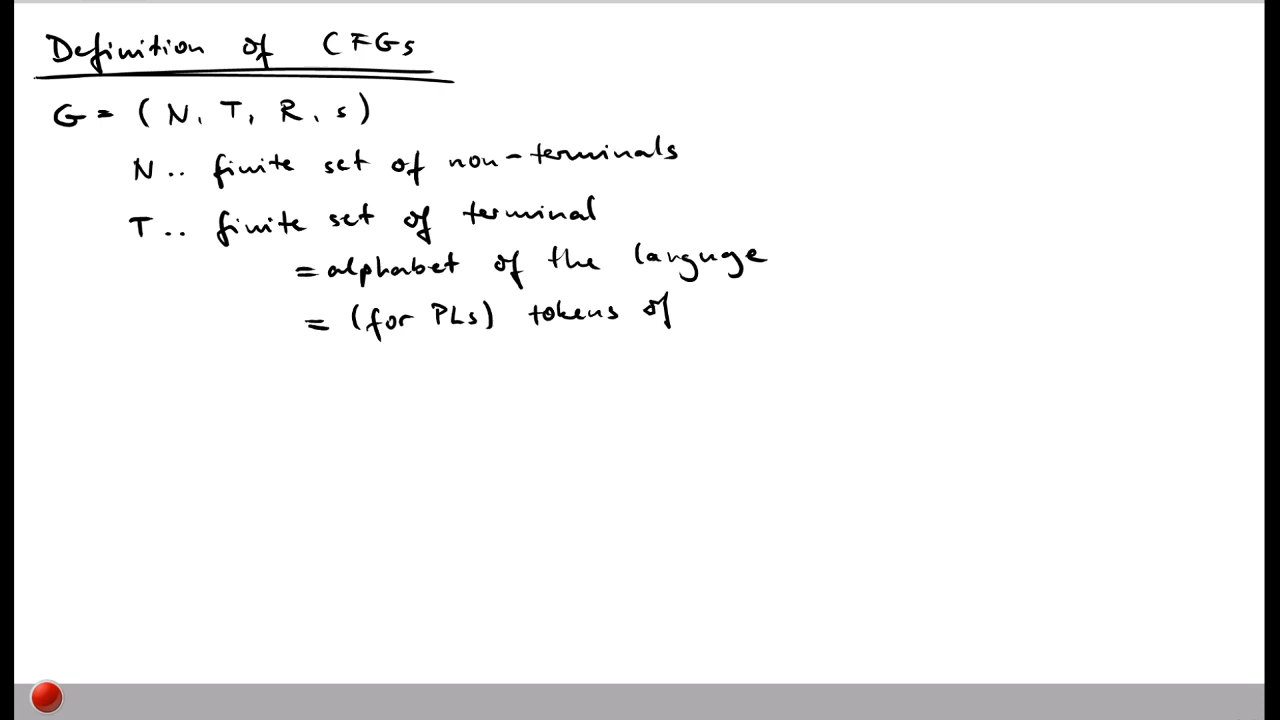 Definition of CFGs
G = (N, T, R, s)
N .. finite set of non-terminals
T .. finite set of terminal
= alphabet of the languge
= (for PLs) tokens of